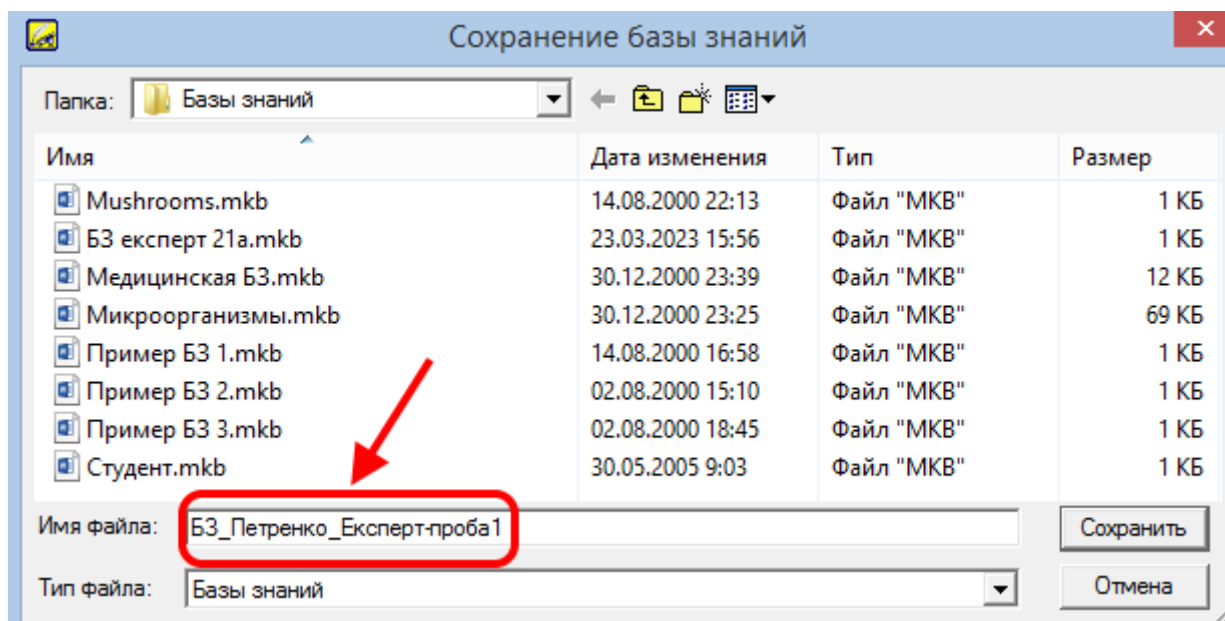 Сохранение базы знаний
Папка: Базы знаний
Имя Дата изменения Тип Размер
Mushrooms.mkb 14.08.2000 22:13 Файл "МКВ" 1 КБ
БЗ експерт 21а.mkb 23.03.2023 15:56 Файл "МКВ" 1 КБ
Медицинская БЗ.mkb 30.12.2000 23:39 Файл "МКВ" 12 КБ
Микроорганизмы.mkb 30.12.2000 23:25 Файл "МКВ" 69 КБ
Пример БЗ 1.mkb 14.08.2000 16:58 Файл "МКВ" 1 КБ
Пример БЗ 2.mkb 02.08.2000 15:10 Файл "МКВ" 1 КБ
Пример БЗ 3.mkb 02.08.2000 18:45 Файл "МКВ" 1 КБ
Студент.mkb 30.05.2005 9:03 Файл "МКВ" 1 КБ
Имя файла: БЗ_Петренко_Експерт-проба1 Сохранить
Тип файла: Базы знаний Отмена